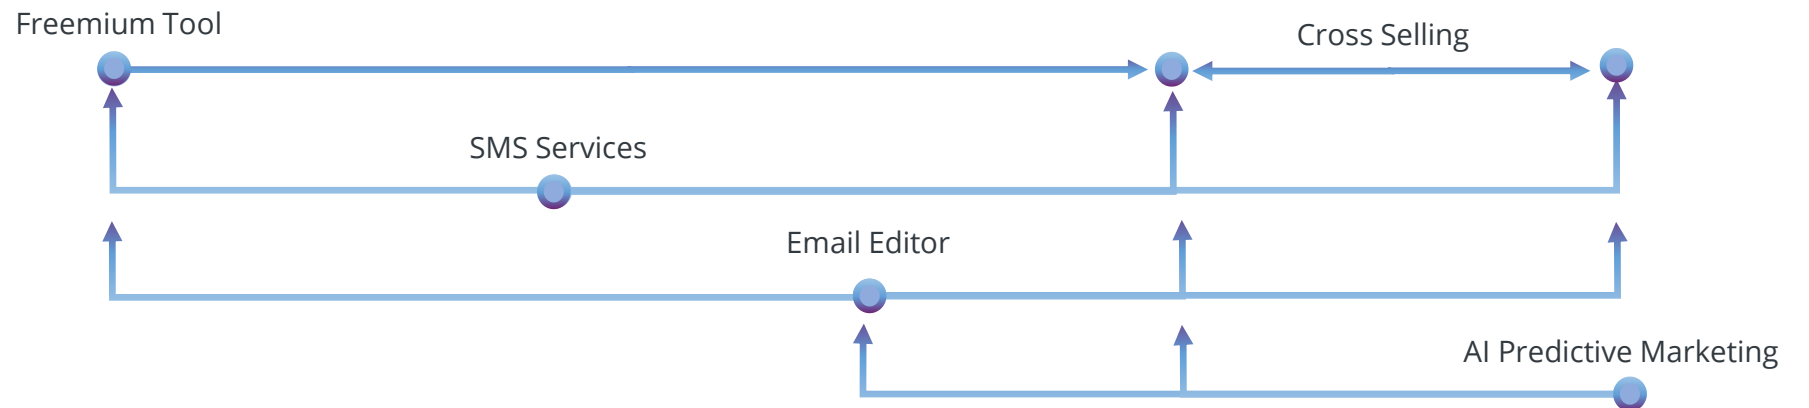 Freemium Tool
Cross Selling
SMS Services
Email Editor
AI Predictive Marketing